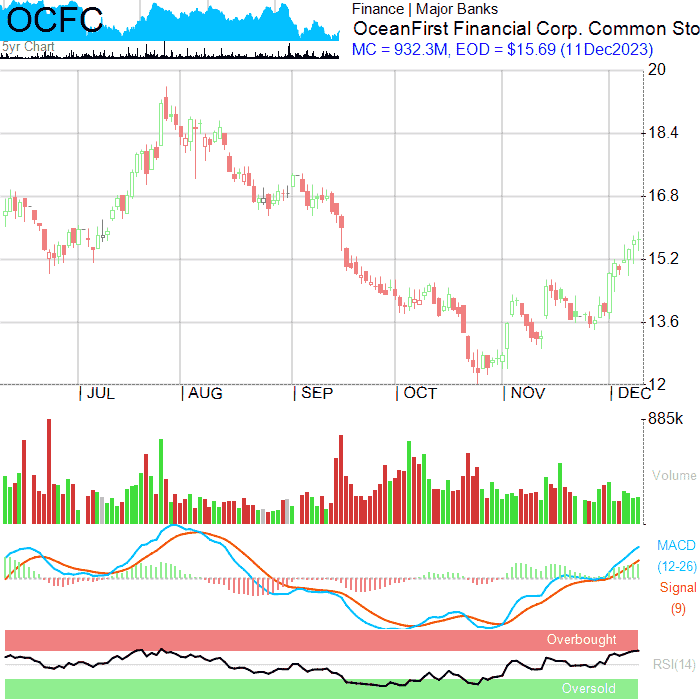 OCFC
5yr Chart
Finance | Major Banks
OceanFirst Financial Corp. Common Sto
MC = 932.3M, EOD = $15.69 (11Dec2023)
20
18.4
16.8
15.2
13.6
12
| JUL | AUG | SEP | OCT | NOV | DEC
885k
Volume
MACD
(12-26)
Signal
(9)
Overbought
RSI(14)
Oversold